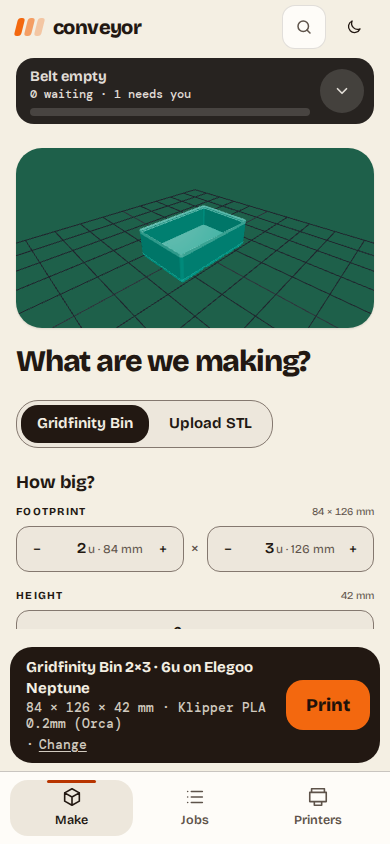 conveyor
Belt empty
0 waiting · 1 needs you
What are we making?
Gridfinity Bin
Upload STL
How big?
FOOTPRINT
84 × 126 mm
− 2 u · 84 mm + × − 3 u · 126 mm +
HEIGHT
42 mm
Gridfinity Bin 2×3 · 6u on Elegoo
Neptune
84 × 126 × 42 mm · Klipper PLA
0.2mm (Orca)
· Change
Print
Make
Jobs
Printers